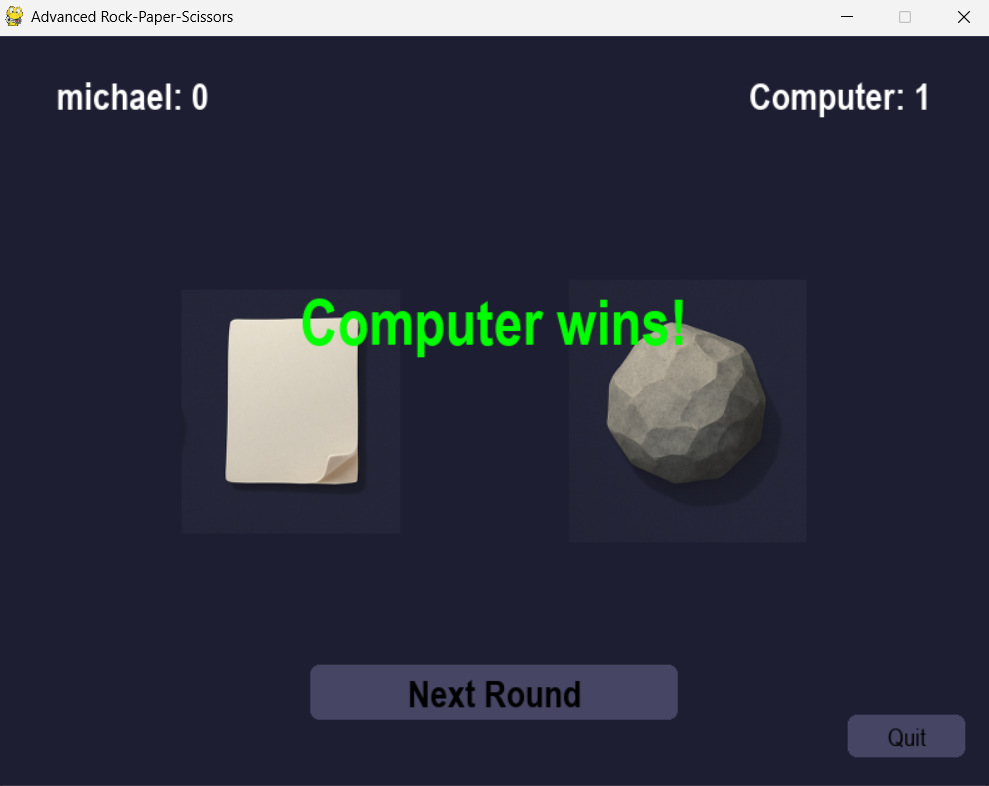 Advanced Rock-Paper-Scissors
michael: 0
Computer: 1
Computer wins!
Next Round
Quit